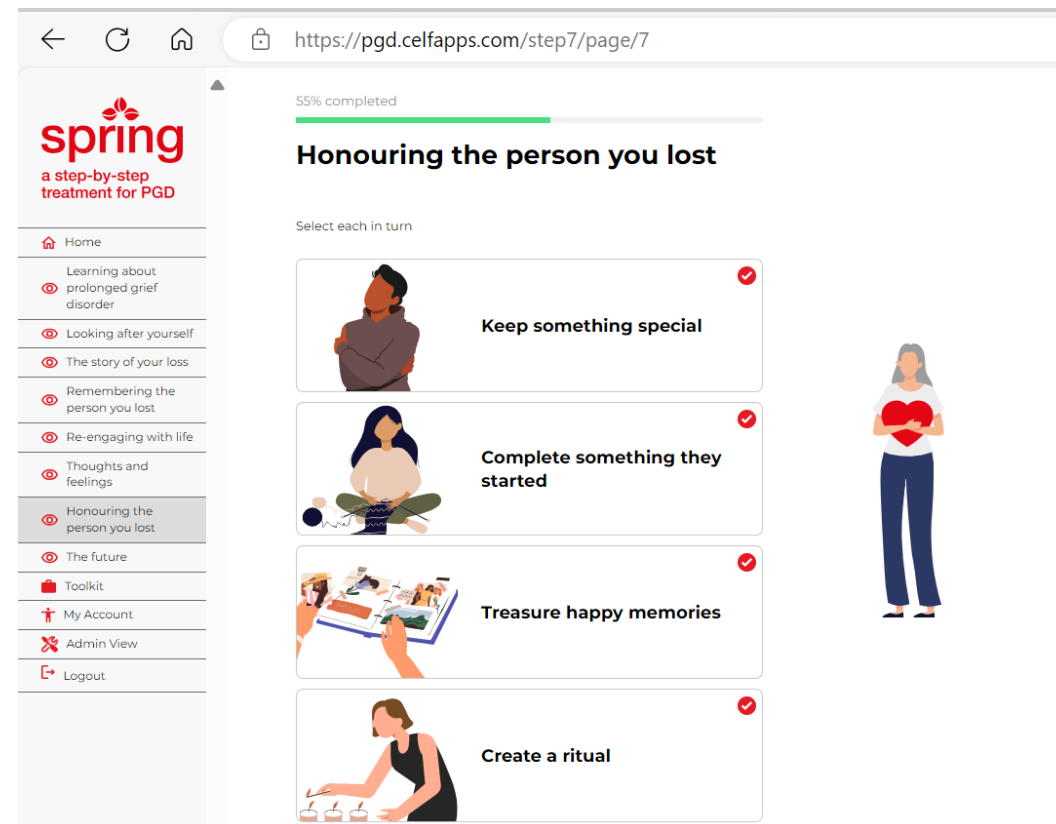 https://pgd.celfapps.com/step7/page/7
spring
a step-by-step
treatment for PGD
Home
Learning about
prolonged grief
disorder
Looking after yourself
The story of your loss
Remembering the
person you lost
Re-engaging with life
Thoughts and
feelings
Honouring the
person you lost
The future
Toolkit
My Account
Admin View
Logout
55% completed
Honouring the person you lost
Select each in turn
Keep something special
Complete something they
started
Treasure happy memories
Create a ritual